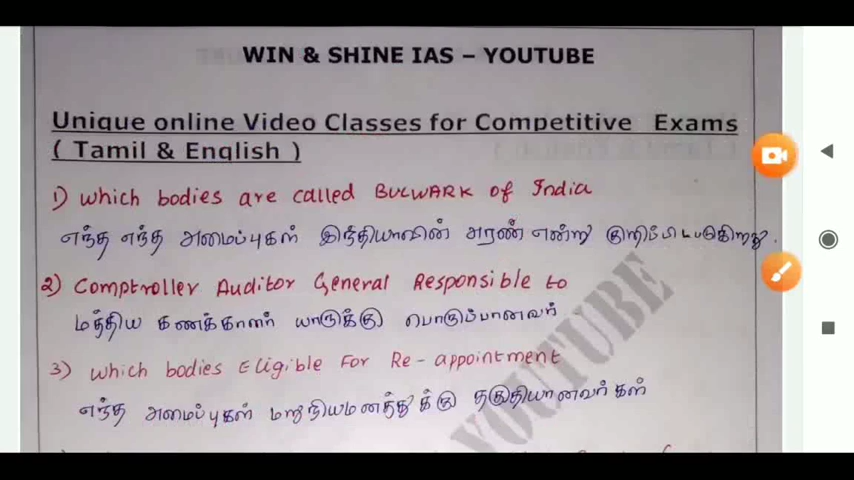 WIN & SHINE IAS – YOUTUBE
Unique online Video Classes for Competitive Exams
( Tamil & English )
1) which bodies are called BULWARK of India
எந்த எந்த அமைப்புகள் இந்தியாவின் அரண் என்று குறிப்பிடபடுகிறது.
2) Comptroller Auditor General Responsible to
மத்திய கணக்காளர் யாருக்கு பொறுப்பானவர்
3) which bodies Eligible For Re-appointment
எந்த அமைப்புகள் மறுநியமனத்துக்கு தகுதியானவர்கள்
YOUTUBE